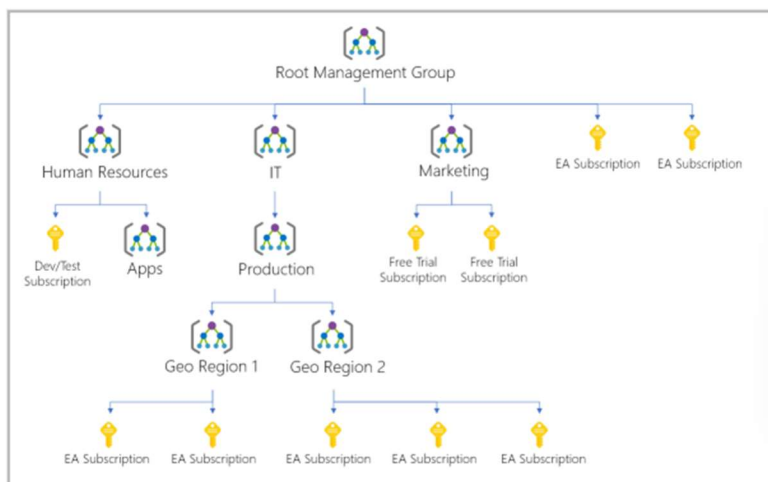 Root Management Group
Human Resources
IT
Marketing
EA Subscription
EA Subscription
Dev/Test
Subscription
Apps
Production
Free Trial
Subscription
Free Trial
Subscription
Geo Region 1
Geo Region 2
EA Subscription
EA Subscription
EA Subscription
EA Subscription
EA Subscription